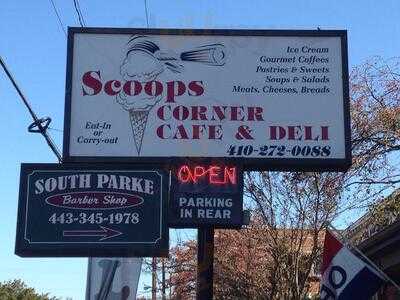 Scoops
CORNER
CAFE & DELI
Ice Cream
Gourmet Coffees
Pastries & Sweets
Soups & Salads
Meats, Cheeses, Breads
Eat-In
or
Carry-out
410-272-0088
SOUTH PARKE
Barber Shop
443-345-1978
OPEN
PARKING
IN REAR